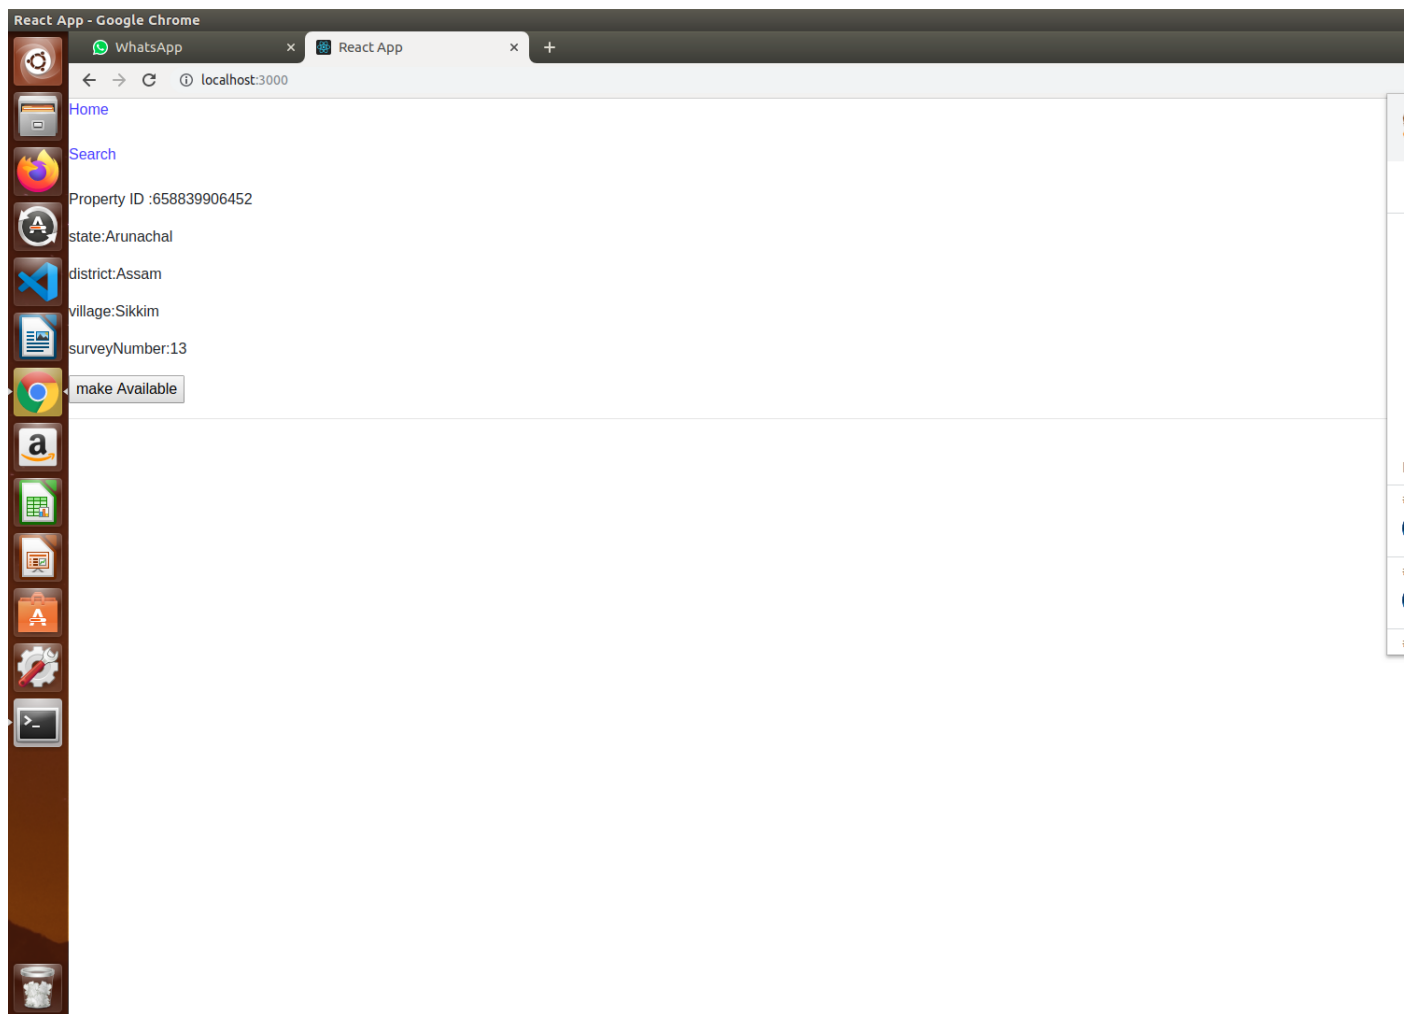 React App - Google Chrome
WhatsApp
React App
localhost:3000
Home
Search
Property ID :658839906452
state:Arunachal
district:Assam
village:Sikkim
surveyNumber:13
make Available